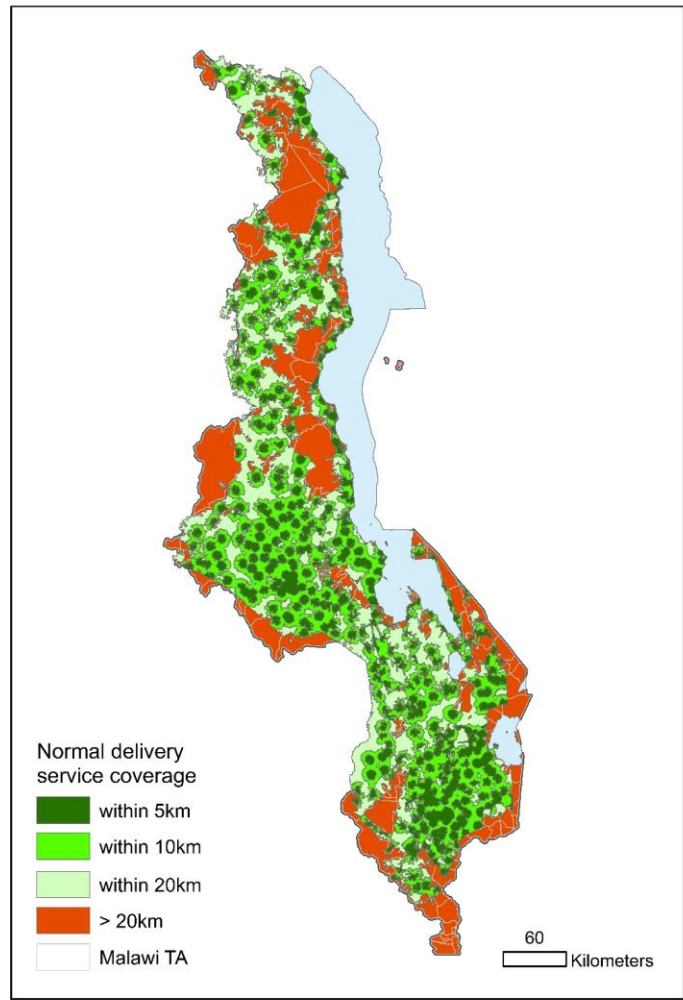 Normal delivery
service coverage
within 5km
within 10km
within 20km
> 20km
Malawi TA
60
Kilometers